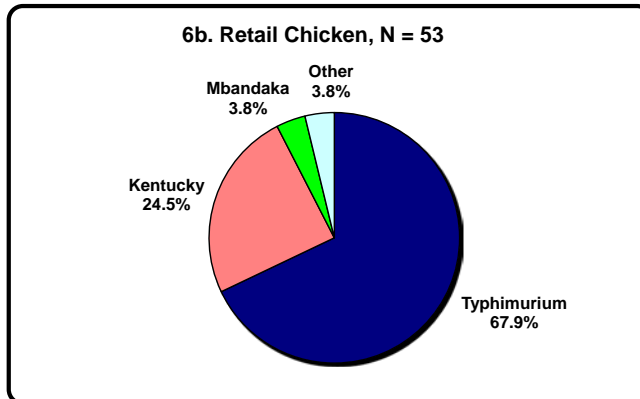 6b. Retail Chicken, N = 53
Other
3.8%
Mbandaka
3.8%
Kentucky
24.5%
Typhimurium
67.9%